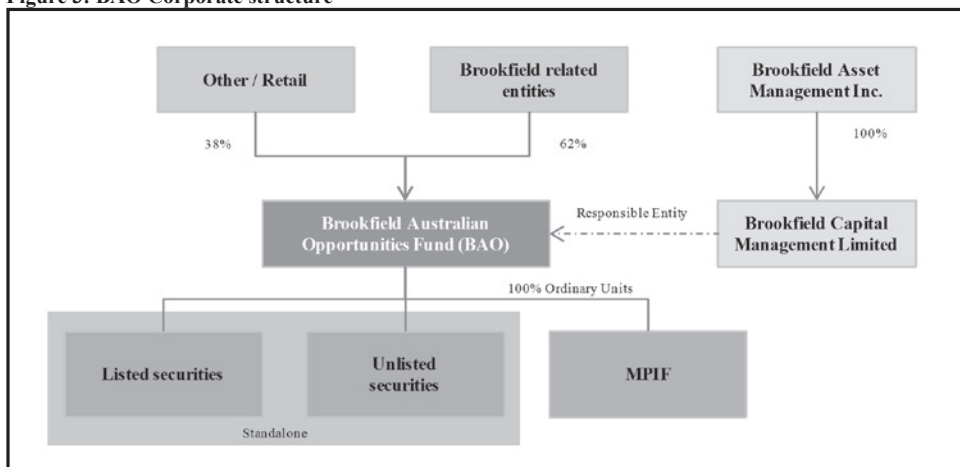 Figure 3: BAO Corporate structure
Other / Retail
Brookfield related
entities
Brookfield Asset
Management Inc.
38%
62%
100%
Brookfield Australian
Opportunities Fund (BAO)
Responsible Entity
Brookfield Capital
Management Limited
100% Ordinary Units
Listed securities
Unlisted
securities
MPIF
Standalone